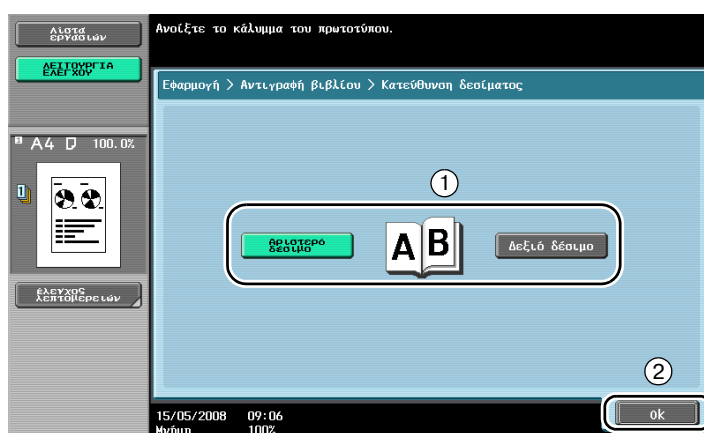 Λίστα
εργασιών
Ανοίξτε το κάλυμμα του πρωτοτύπου.
ΛΕΙΤΟΥΡΓΙΑ
ΕΛΕΓΧΟΥ
Εφαρμογή > Αντιγραφή βιβλίου > Κατεύθυνση δεσίματος
A4 100.0%
1
1
Αριστερό
δέσιμο
A B
Δεξιό δέσιμο
έλεγχος
λεπτομερειών
2
ok
15/05/2008 09:06
Μνήμη 100%